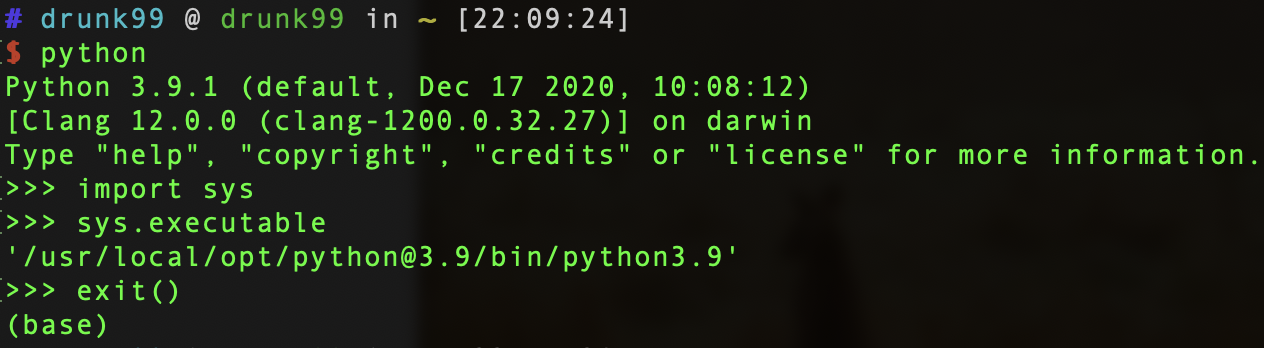 # drunk99 @ drunk99 in ~ [22:09:24]
$ python
Python 3.9.1 (default, Dec 17 2020, 10:08:12)
[Clang 12.0.0 (clang-1200.0.32.27)] on darwin
Type "help", "copyright", "credits" or "license" for more information.
>>> import sys
>>> sys.executable
'/usr/local/opt/python@3.9/bin/python3.9'
>>> exit()
(base)